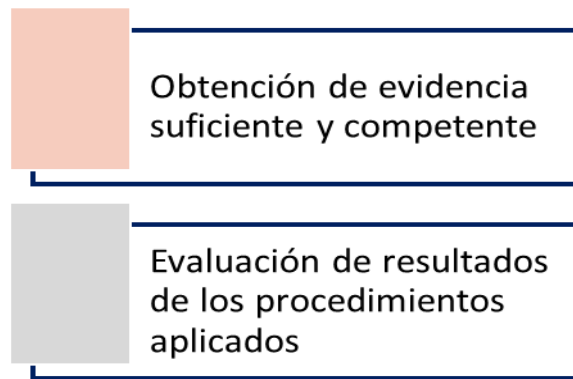 Obtención de evidencia
suficiente y competente
Evaluación de resultados
de los procedimientos
aplicados